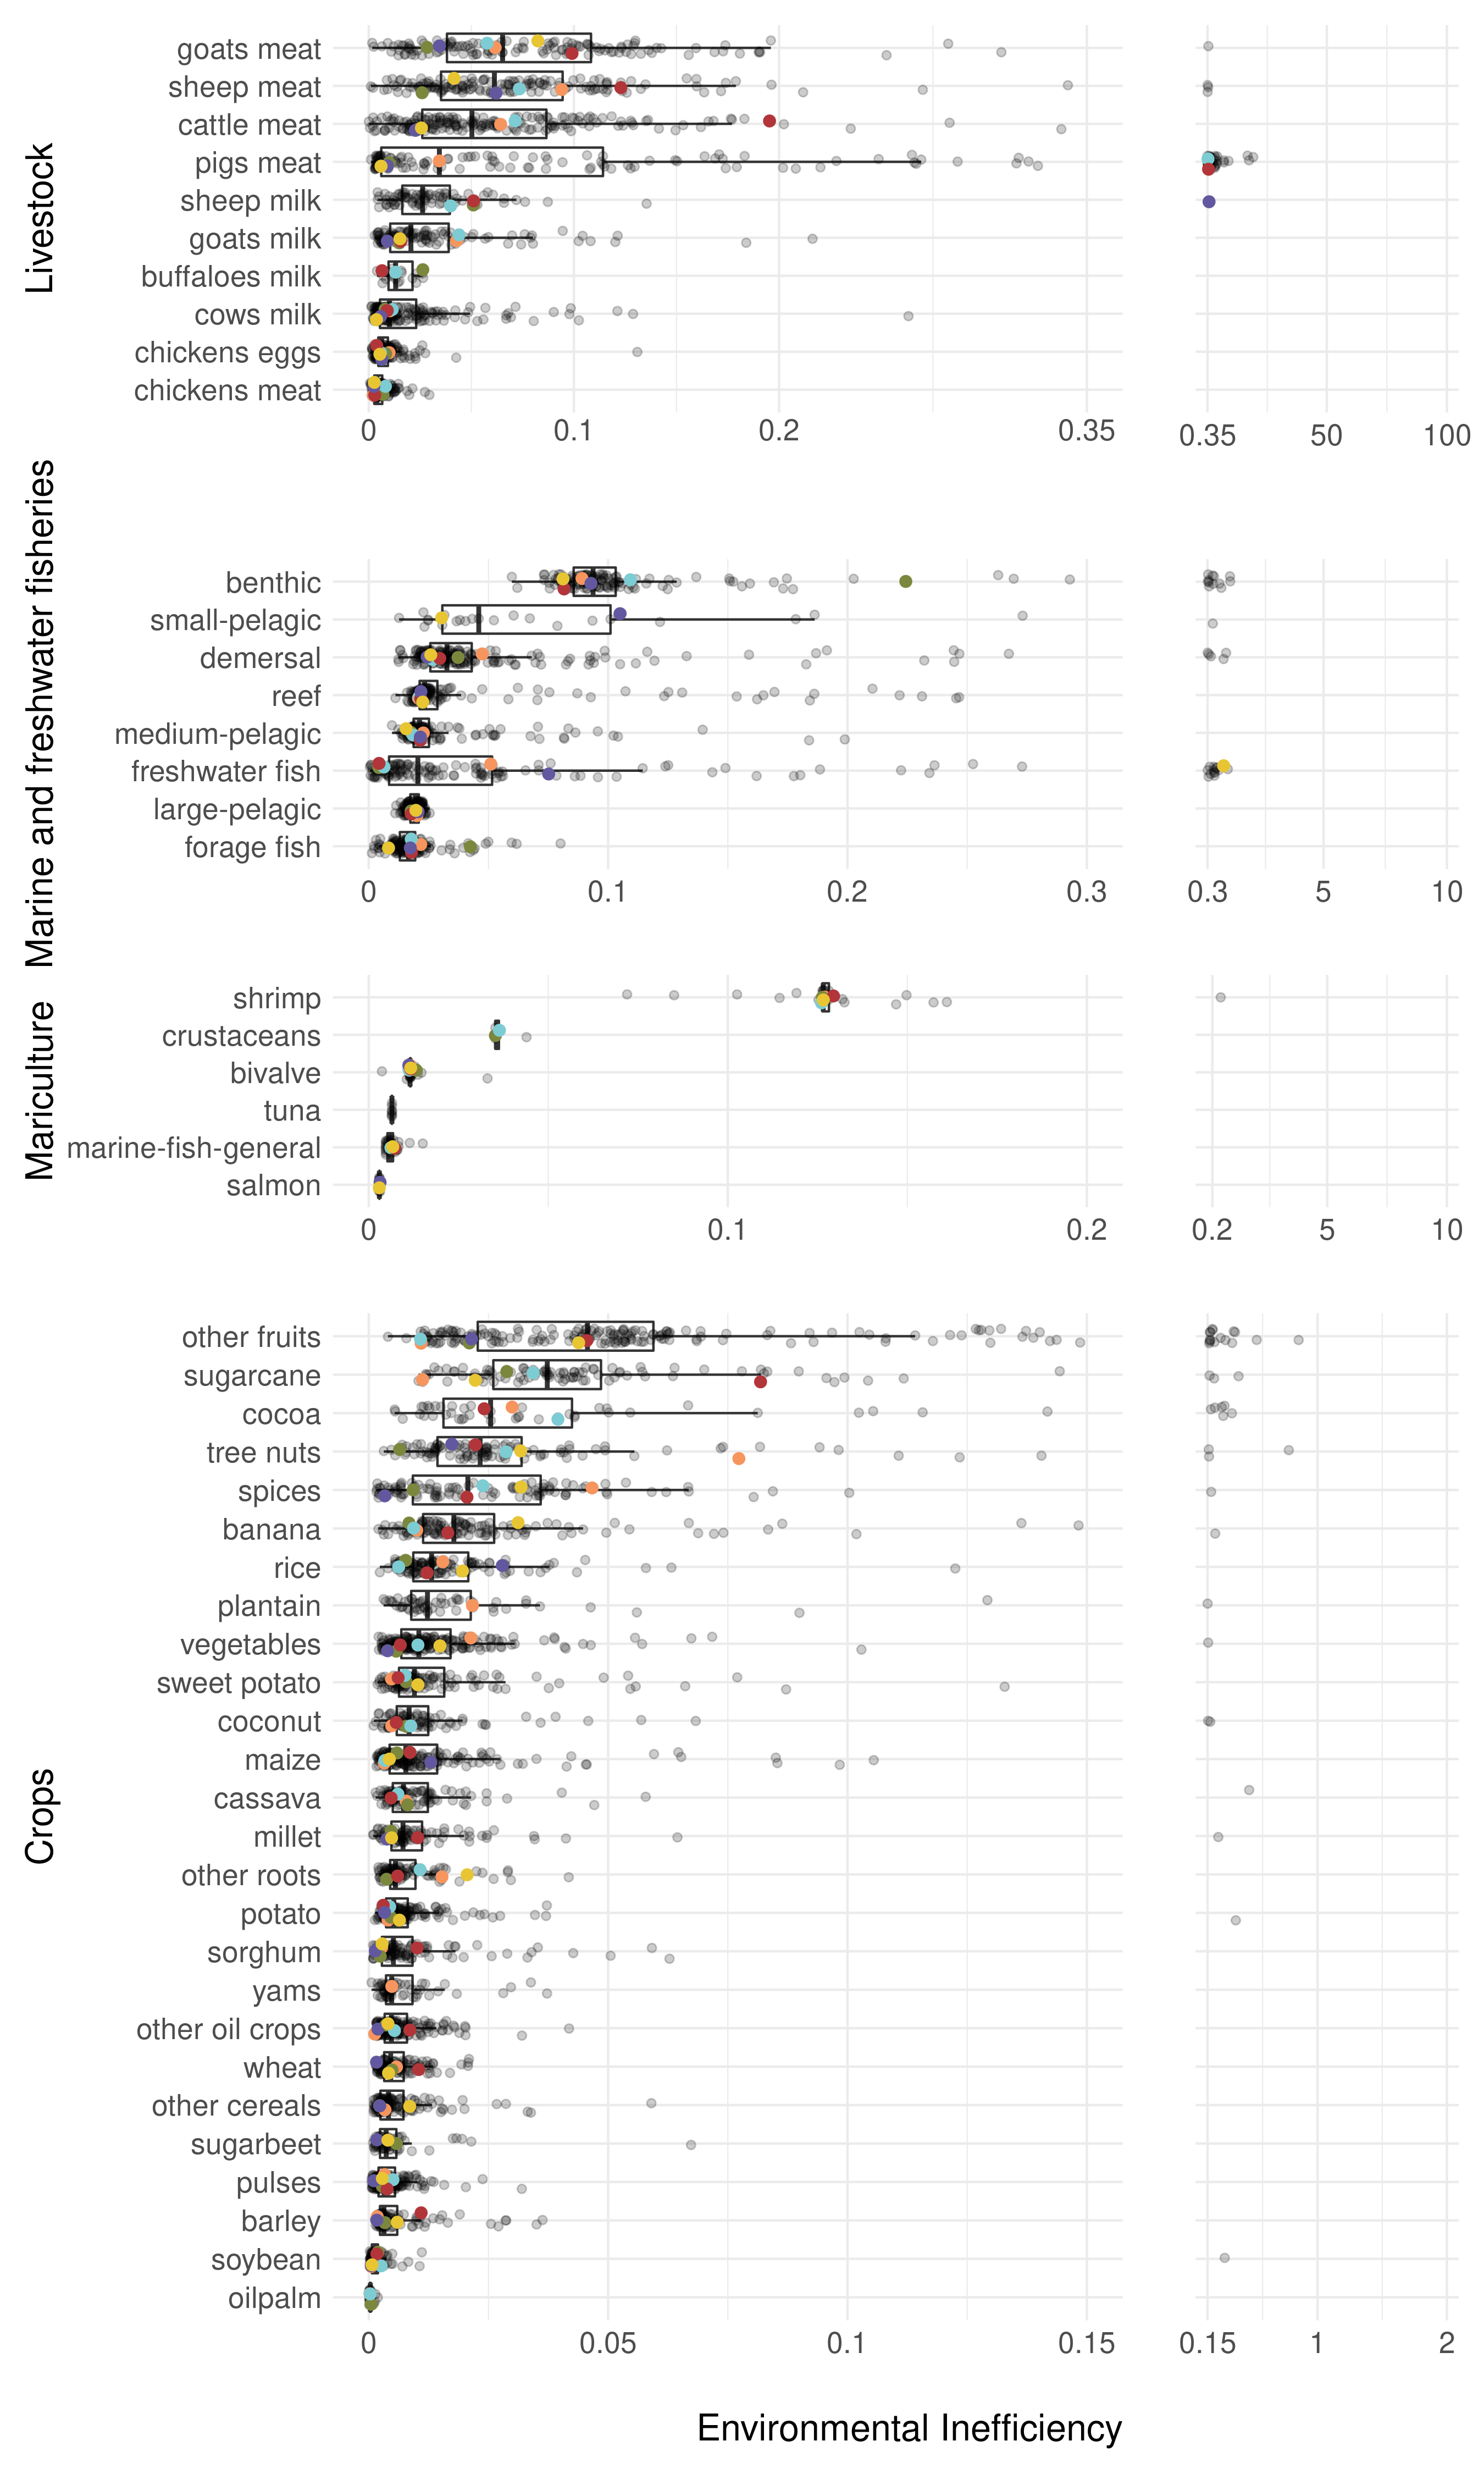 Livestock
goats meat
sheep meat
cattle meat
pigs meat
sheep milk
goats milk
buffaloes milk
cows milk
chickens eggs
chickens meat
0 0.1 0.2 0.35 0.35 50 100
Marine and freshwater fisheries
benthic
small-pelagic
demersal
reef
medium-pelagic
freshwater fish
large-pelagic
forage fish
0 0.1 0.2 0.3 0.3 5 10
Mariculture
shrimp
crustaceans
bivalve
tuna
marine-fish-general
salmon
0 0.1 0.2 0.2 5 10
Crops
other fruits
sugarcane
cocoa
tree nuts
spices
banana
rice
plantain
vegetables
sweet potato
coconut
maize
cassava
millet
other roots
potato
sorghum
yams
other oil crops
wheat
other cereals
sugarbeet
pulses
barley
soybean
oilpalm
0 0.05 0.1 0.15 0.15 1 2
Environmental Inefficiency